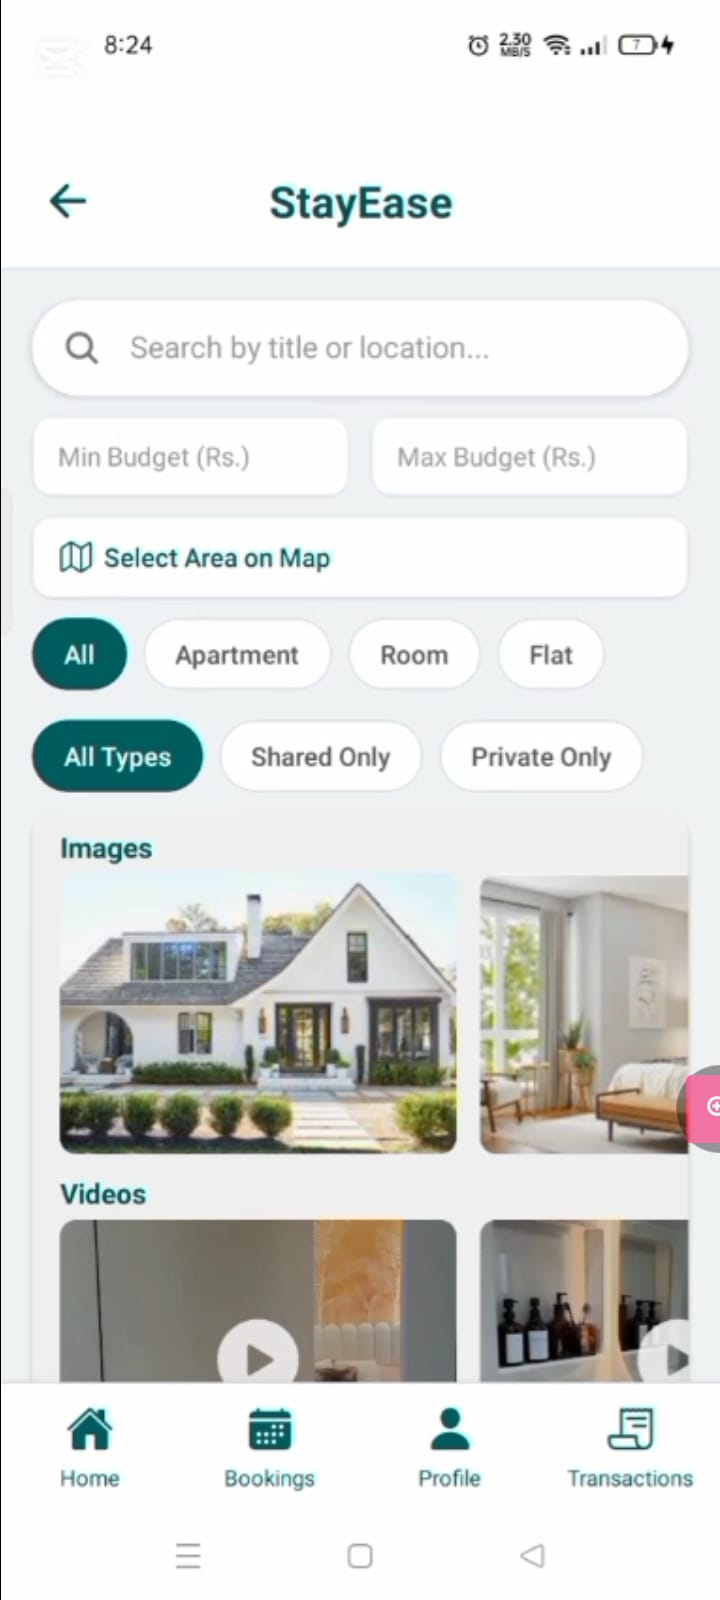 8:24 2.30 MB/S 7
StayEase
Search by title or location...
Min Budget (Rs.) Max Budget (Rs.)
Select Area on Map
All Apartment Room Flat
All Types Shared Only Private Only
Images
Videos
Home Bookings Profile Transactions